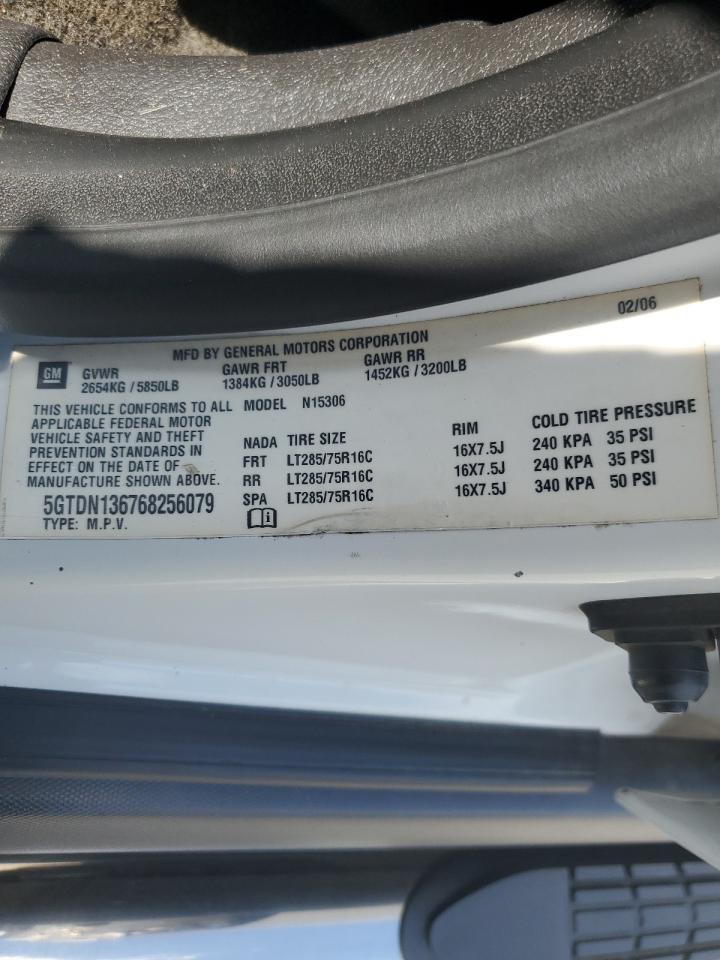 02/06
MFD BY GENERAL MOTORS CORPORATION
GM
GVWR GAWR FRT GAWR RR
2654KG / 5850LB 1384KG / 3050LB 1452KG / 3200LB
THIS VEHICLE CONFORMS TO ALL
APPLICABLE FEDERAL MOTOR
VEHICLE SAFETY AND THEFT
PREVENTION STANDARDS IN
EFFECT ON THE DATE OF
MANUFACTURE SHOWN ABOVE.
5GTDN136768256079
TYPE: M.P.V.
MODEL N15306
NADA TIRE SIZE RIM COLD TIRE PRESSURE
FRT LT285/75R16C 16X7.5J 240 KPA 35 PSI
RR LT285/75R16C 16X7.5J 240 KPA 35 PSI
SPA LT285/75R16C 16X7.5J 340 KPA 50 PSI